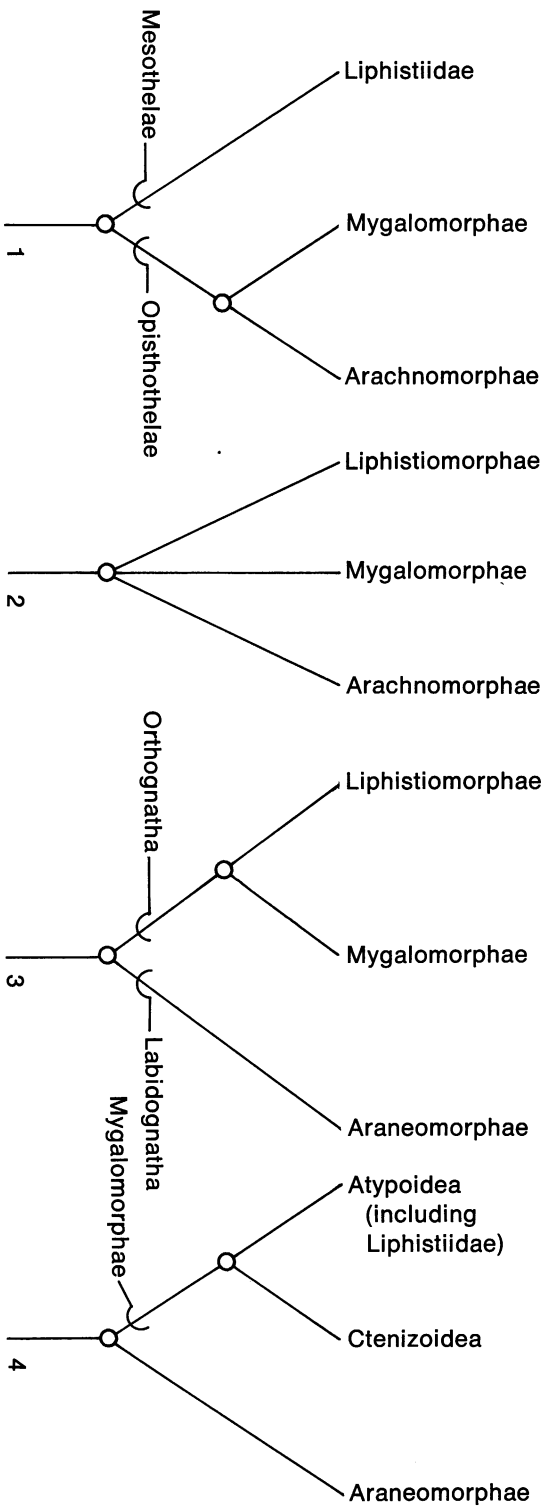 Liphistiidae
Mesothelae
Mygalomorphae
Opisthothelae
Arachnomorphae
1
Liphistiomorphae
Mygalomorphae
Arachnomorphae
2
Orthognatha
Liphistiomorphae
Mygalomorphae
Labidognatha
Araneomorphae
3
Mygalomorphae
Atypoidea
(including
Liphistiidae)
Ctenizoidea
Araneomorphae
4